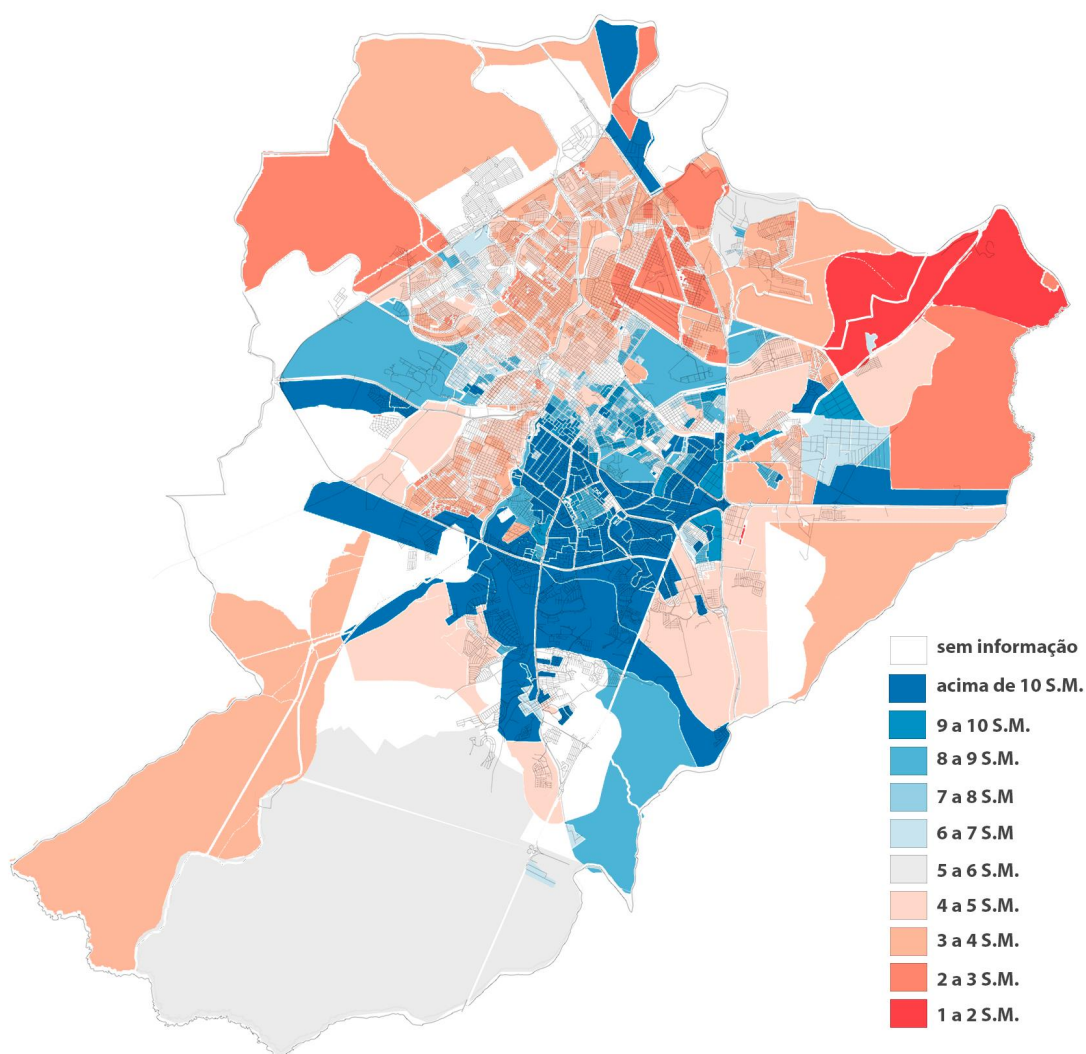 sem informação
acima de 10 S.M.
9 a 10 S.M.
8 a 9 S.M.
7 a 8 S.M
6 a 7 S.M
5 a 6 S.M.
4 a 5 S.M.
3 a 4 S.M.
2 a 3 S.M.
1 a 2 S.M.